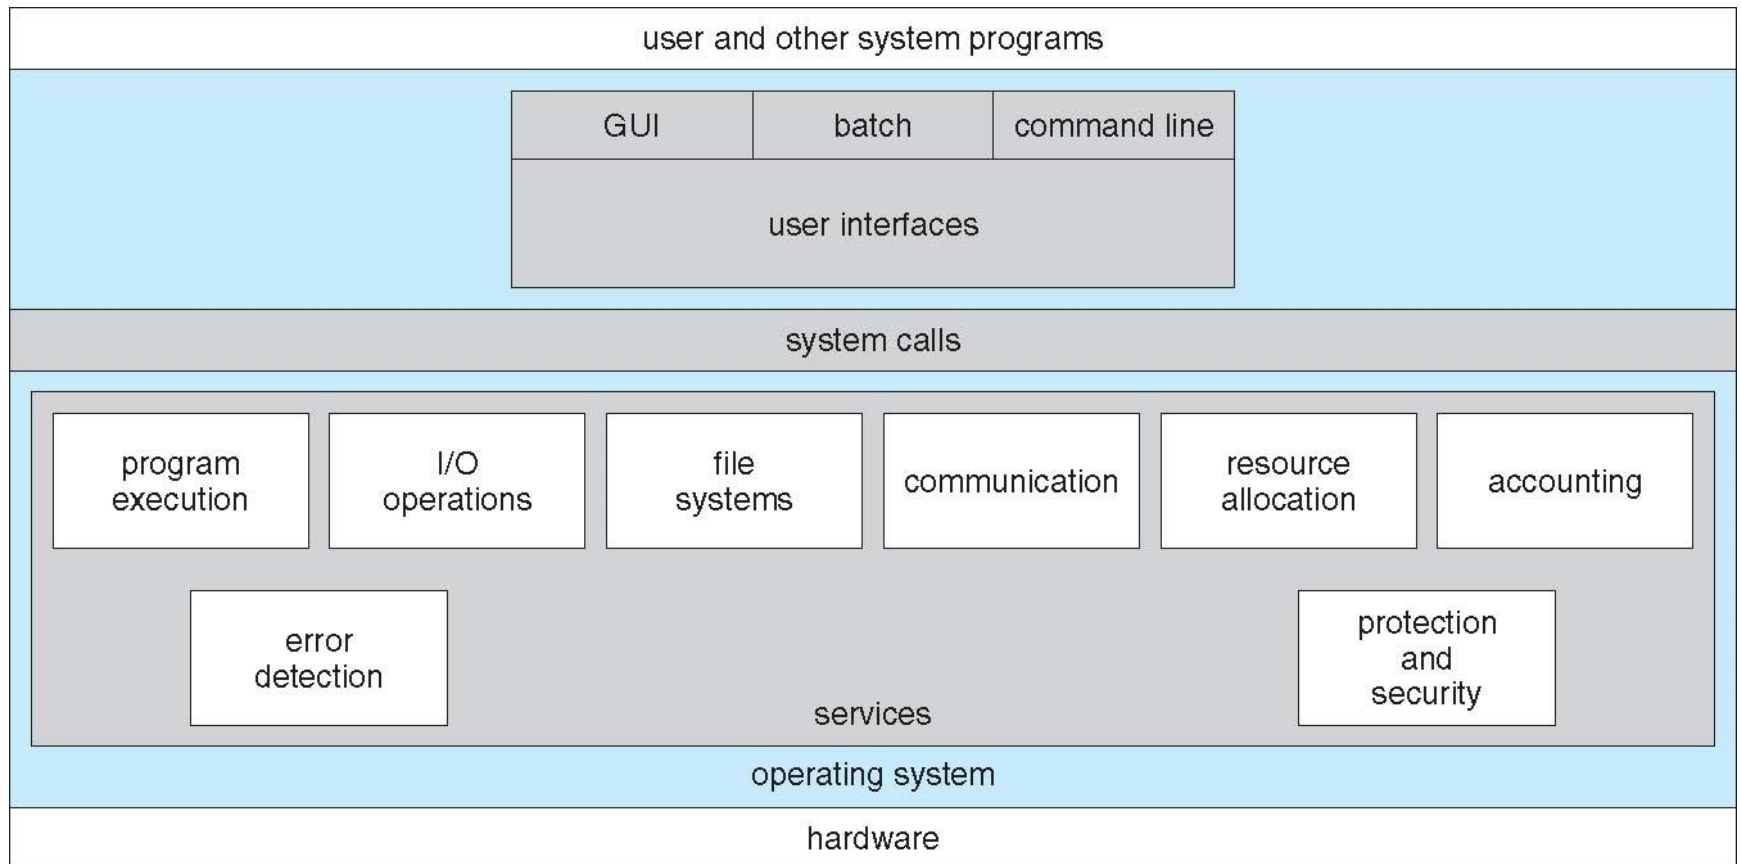 user and other system programs
GUI
batch
command line
user interfaces
system calls
program
execution
I/O
operations
file
systems
communication
resource
allocation
accounting
error
detection
protection
and
security
services
operating system
hardware